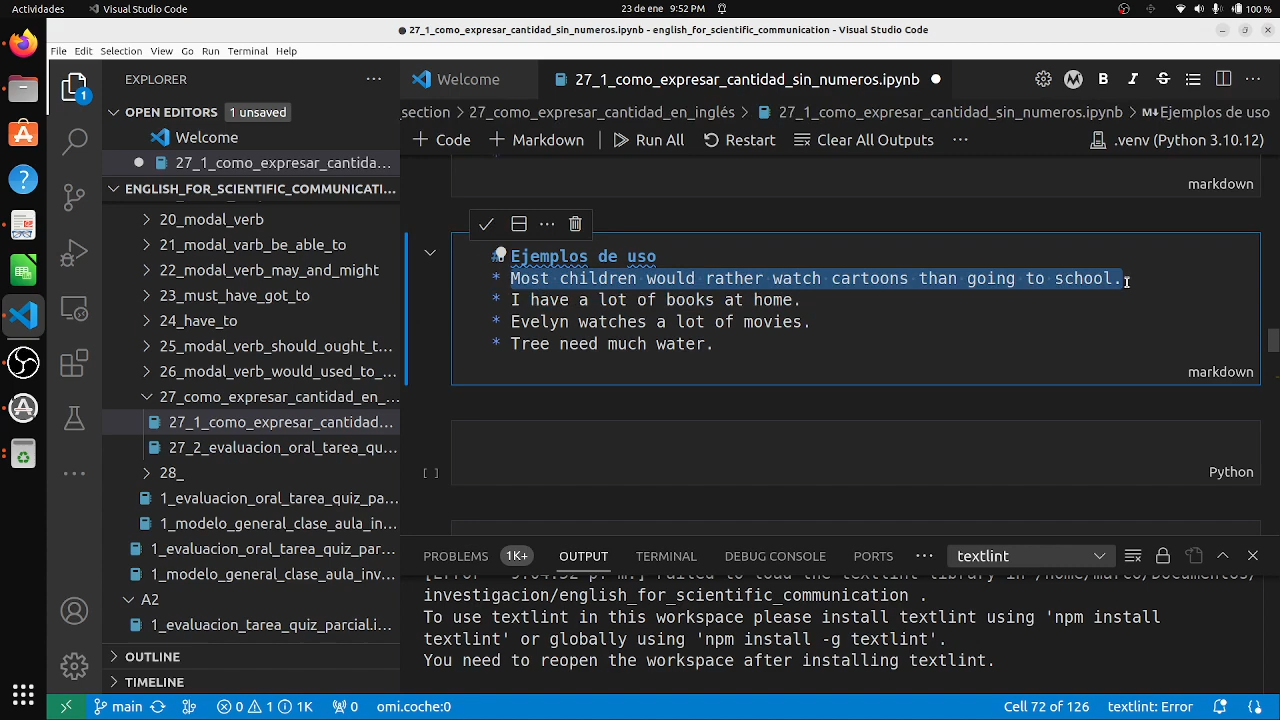 Actividades Visual Studio Code 23 de ene 9:52 PM 100 %
27_1_como_expresar_cantidad_sin_numeros.ipynb - english_for_scientific_communication - Visual Studio Code
File Edit Selection View Go Run Terminal Help
EXPLORER
Welcome 27_1_como_expresar_cantidad_sin_numeros.ipynb
OPEN EDITORS 1 unsaved
Welcome
27_1_como_expresar_cantida...
_section > 27_como_expresar_cantidad_en_inglés > 27_1_como_expresar_cantidad_sin_numeros.ipynb > Ejemplos de uso
+ Code + Markdown Run All Restart Clear All Outputs ... .venv (Python 3.10.12)
ENGLISH_FOR_SCIENTIFIC_COMMUNICATI...
20_modal_verb
21_modal_varb_be_able_to
22_modal_verb_may_and_might
23_must_have_got_to
24_have_to
25_modal_verb_should_ought_t...
26_modal_verb_would_used_to_...
27_como_expresar_cantidad_en_...
27_1_como_expresar_cantidad...
27_2_evaluacion_oral_tarea_qu...
28_
1_evaluacion_oral_tarea_quiz_pa...
1_modelo_general_clase_aula_in...
1_evaluacion_oral_tarea_quiz_par...
1_modelo_general_clase_aula_inv...
A2
1_evaluacion_tarea_quiz_parcial.i...
OUTLINE
TIMELINE
markdown
Ejemplos de uso
* Most children would rather watch cartoons than going to school.
* I have a lot of books at home.
* Evelyn watches a lot of movies.
* Tree need much water.
markdown
[ ]
Python
PROBLEMS 1K+ OUTPUT TERMINAL DEBUG CONSOLE PORTS ... textlint
investigacion/english_for_scientific_communication .
To use textlint in this workspace please install textlint using 'npm install
textlint' or globally using 'npm install -g textlint'.
You need to reopen the workspace after installing textlint.
main 0 1 1K 0 omi.coche:0 Cell 72 of 126 textlint: Error